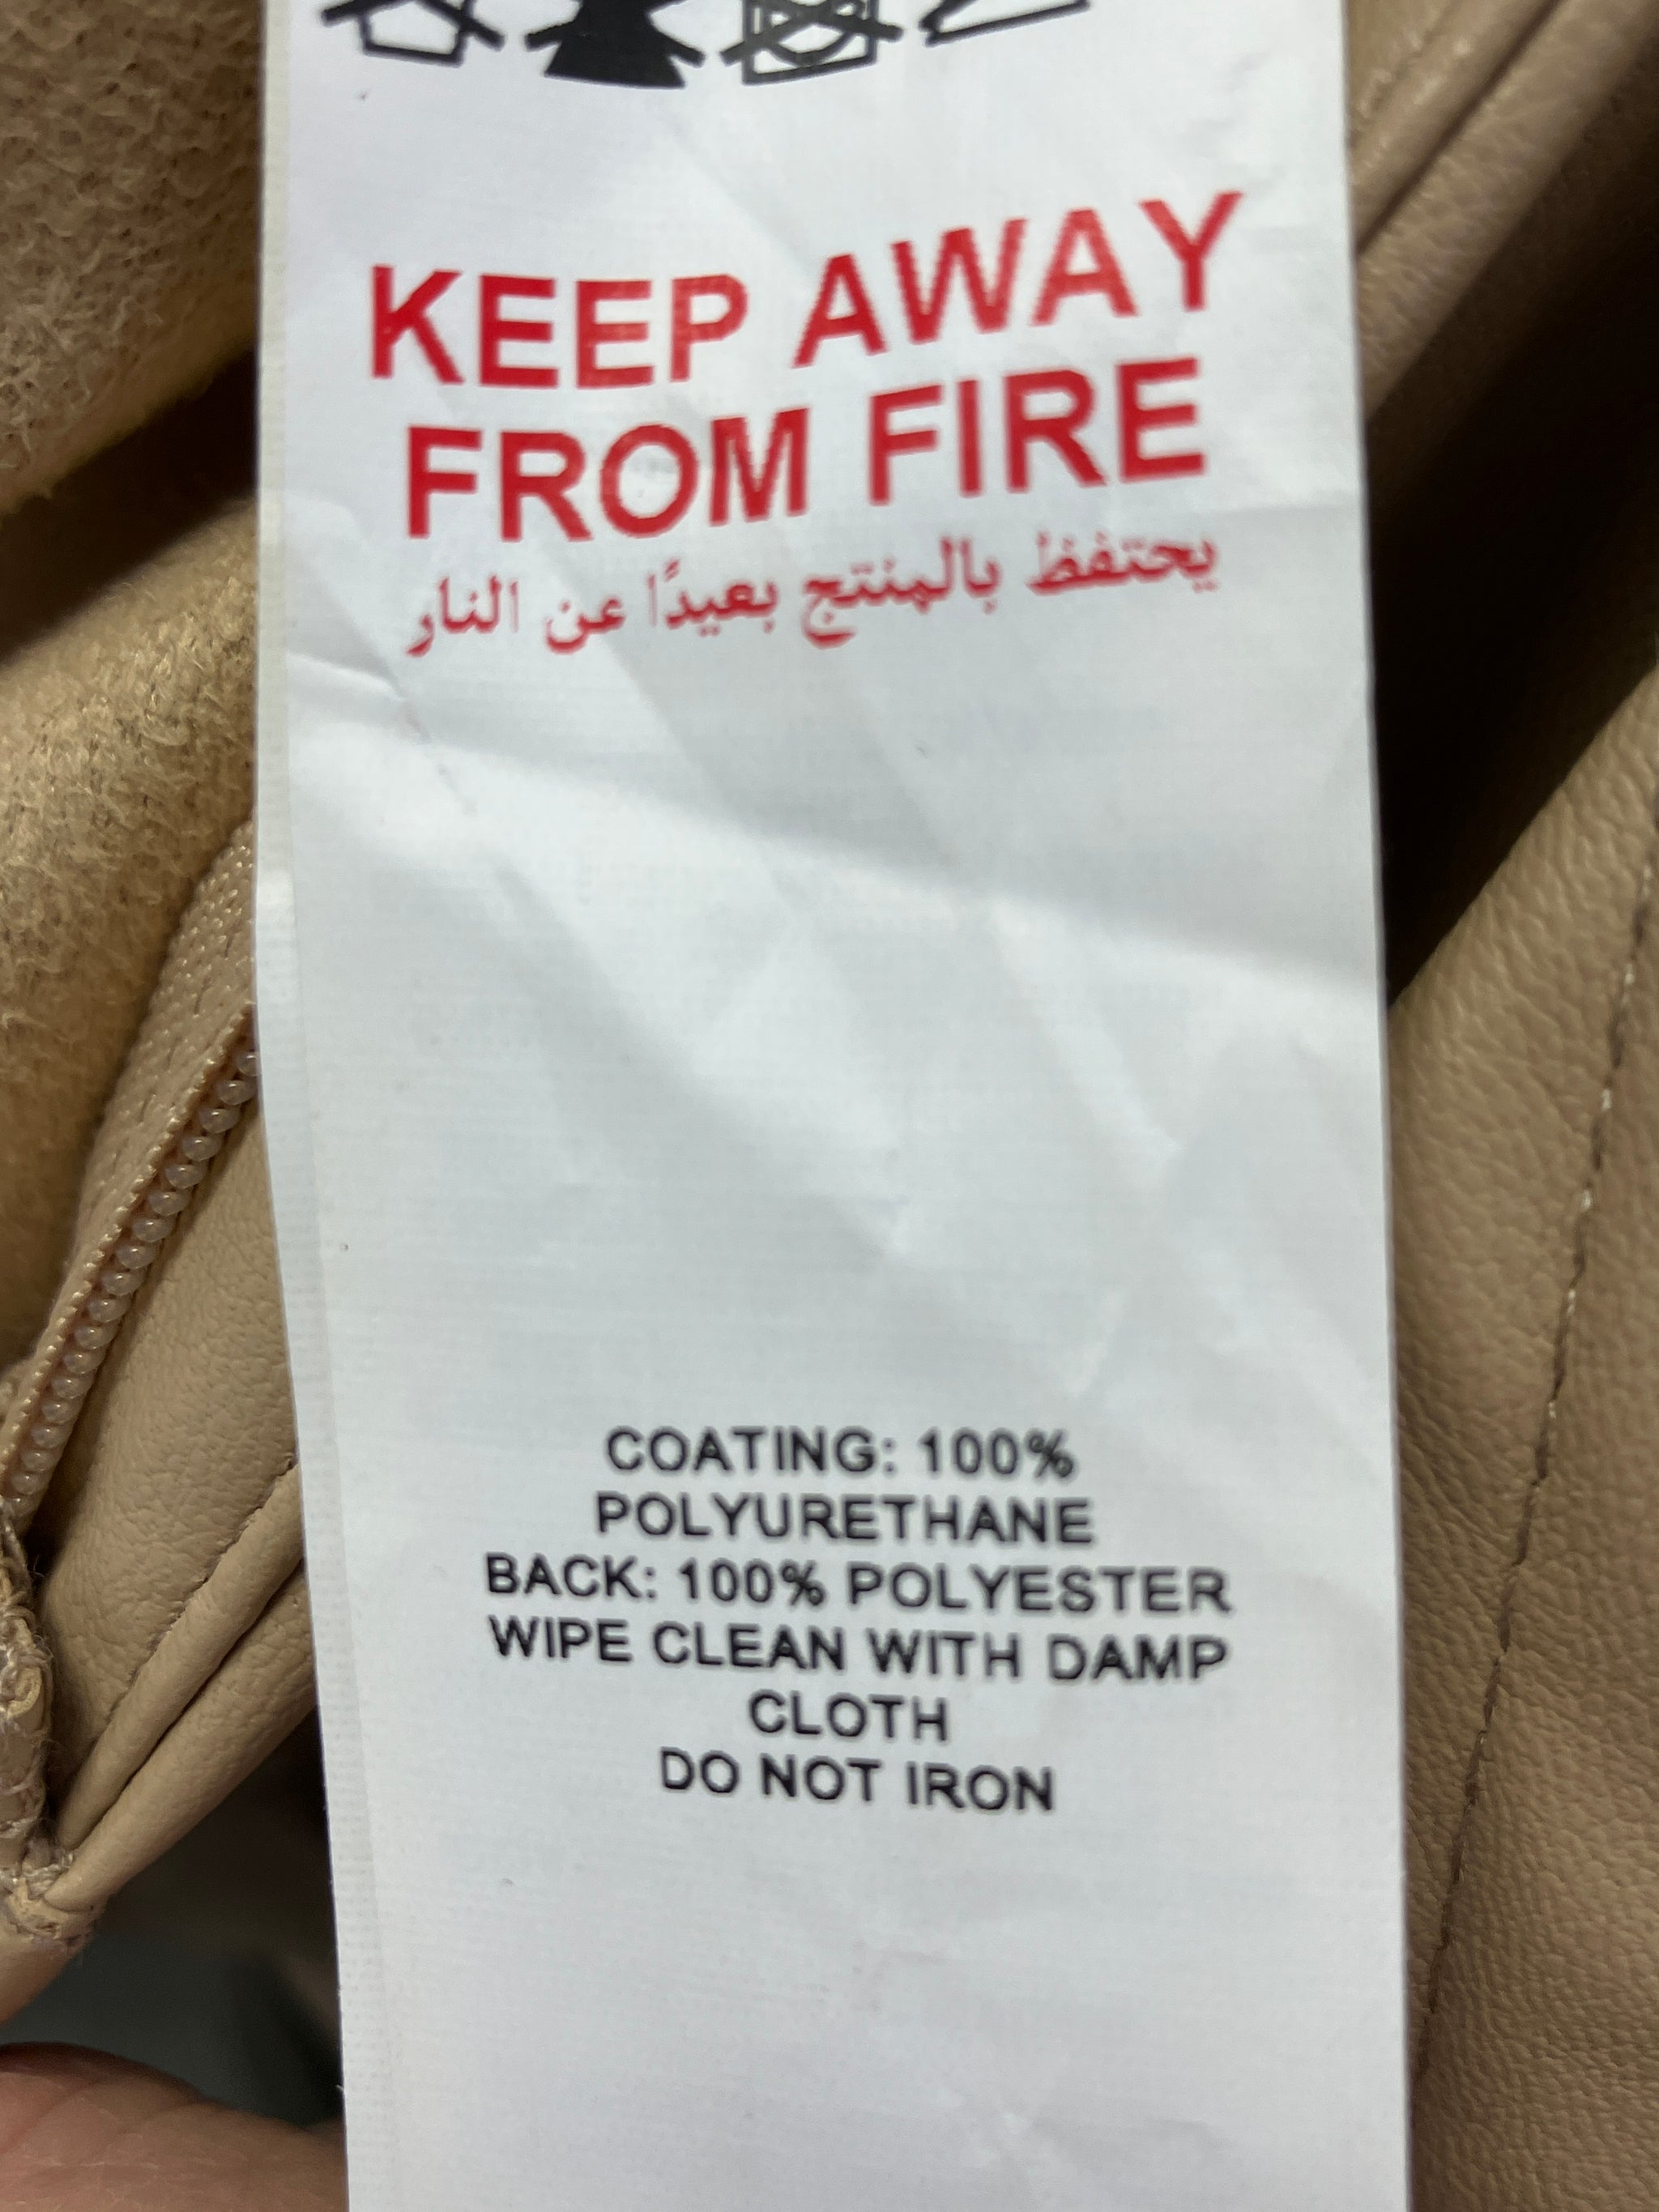 KEEP AWAY
FROM FIRE
يحتفظ بالمنتج بعيدًا عن النار
COATING: 100%
POLYURETHANE
BACK: 100% POLYESTER
WIPE CLEAN WITH DAMP
CLOTH
DO NOT IRON